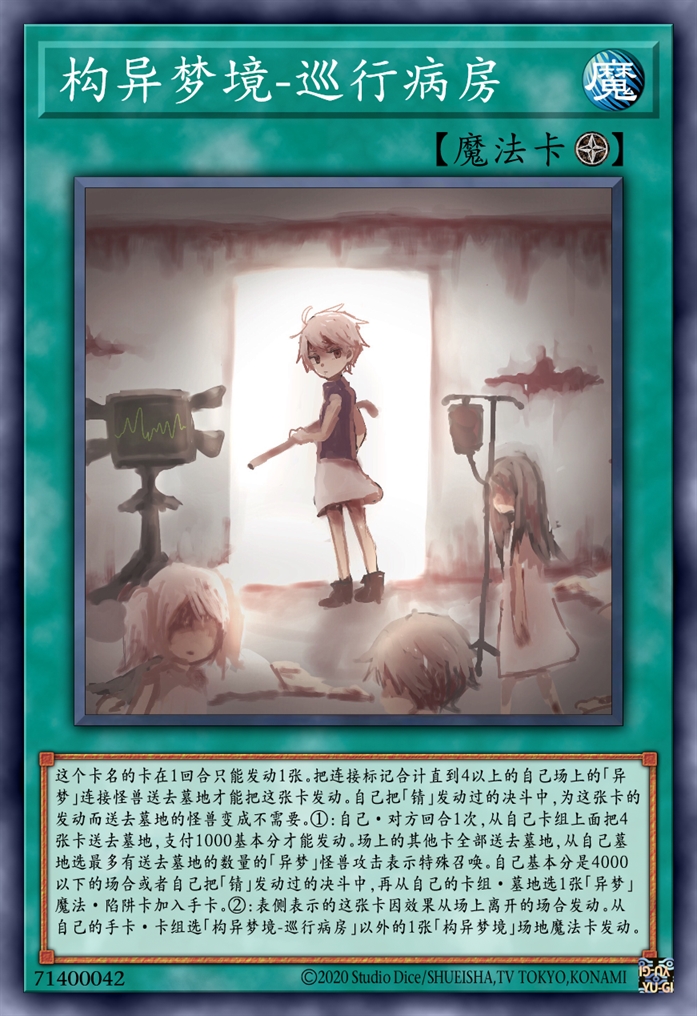 构异梦境-巡行病房
魔
【魔法卡】
这个卡名的卡在1回合只能发动1张。把连接标记合计直到4以上的自己场上的「异
梦」连接怪兽送去墓地才能把这张卡发动。自己把「错」发动过的决斗中,为这张卡的
发动而送去墓地的怪兽变成不需要。①:自己·对方回合1次,从自己卡组上面把4
张卡送去墓地,支付1000基本分才能发动。场上的其他卡全部送去墓地,从自己墓
地选最多有送去墓地的数量的「异梦」怪兽攻击表示特殊召唤。自己基本分是4000
以下的场合或者自己把「错」发动过的决斗中,再从自己的卡组·墓地选1张「异梦」
魔法·陷阱卡加入手卡。②:表侧表示的这张卡因效果从场上离开的场合发动。从
自己的手卡·卡组选「构异梦境-巡行病房」以外的1张「构异梦境」场地魔法卡发动。
71400042
©2020 Studio Dice/SHUEISHA,TV TOKYO,KONAMI